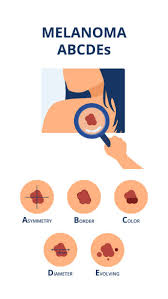 MELANOMA
ABCDEs
ASYMMETRY
BORDER
COLOR
DIAMETER
EVOLVING